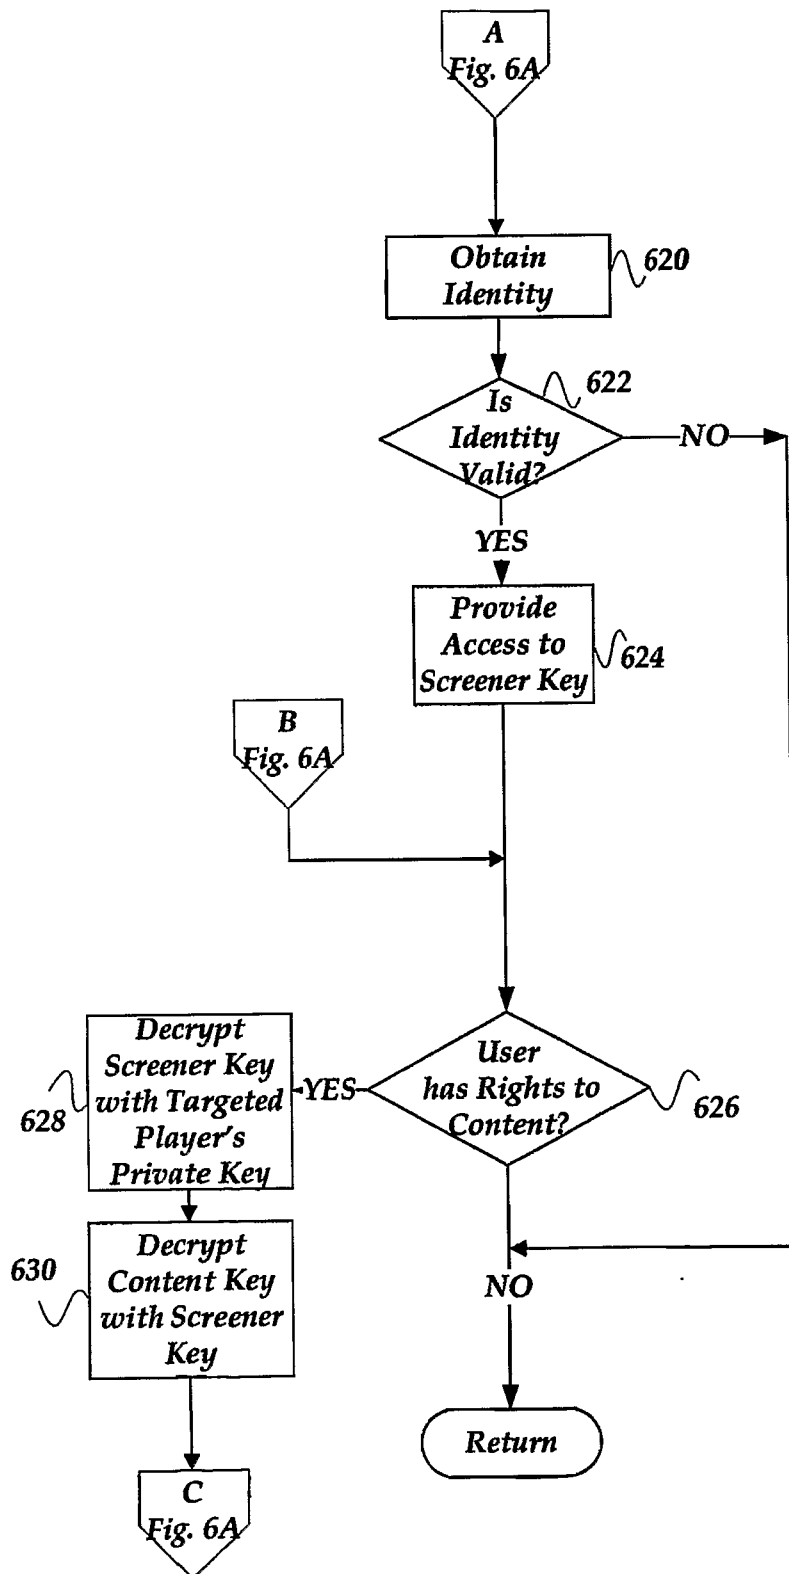 A
Fig. 6A
Obtain
Identity
620
622
Is
Identity
Valid?
NO
YES
Provide
Access to
Screener Key
624
B
Fig. 6A
User
has Rights to
Content?
626
YES
Decrypt
Screener Key
with Targeted
Player's
Private Key
628
Decrypt
Content Key
with Screener
Key
630
NO
Return
C
Fig. 6A